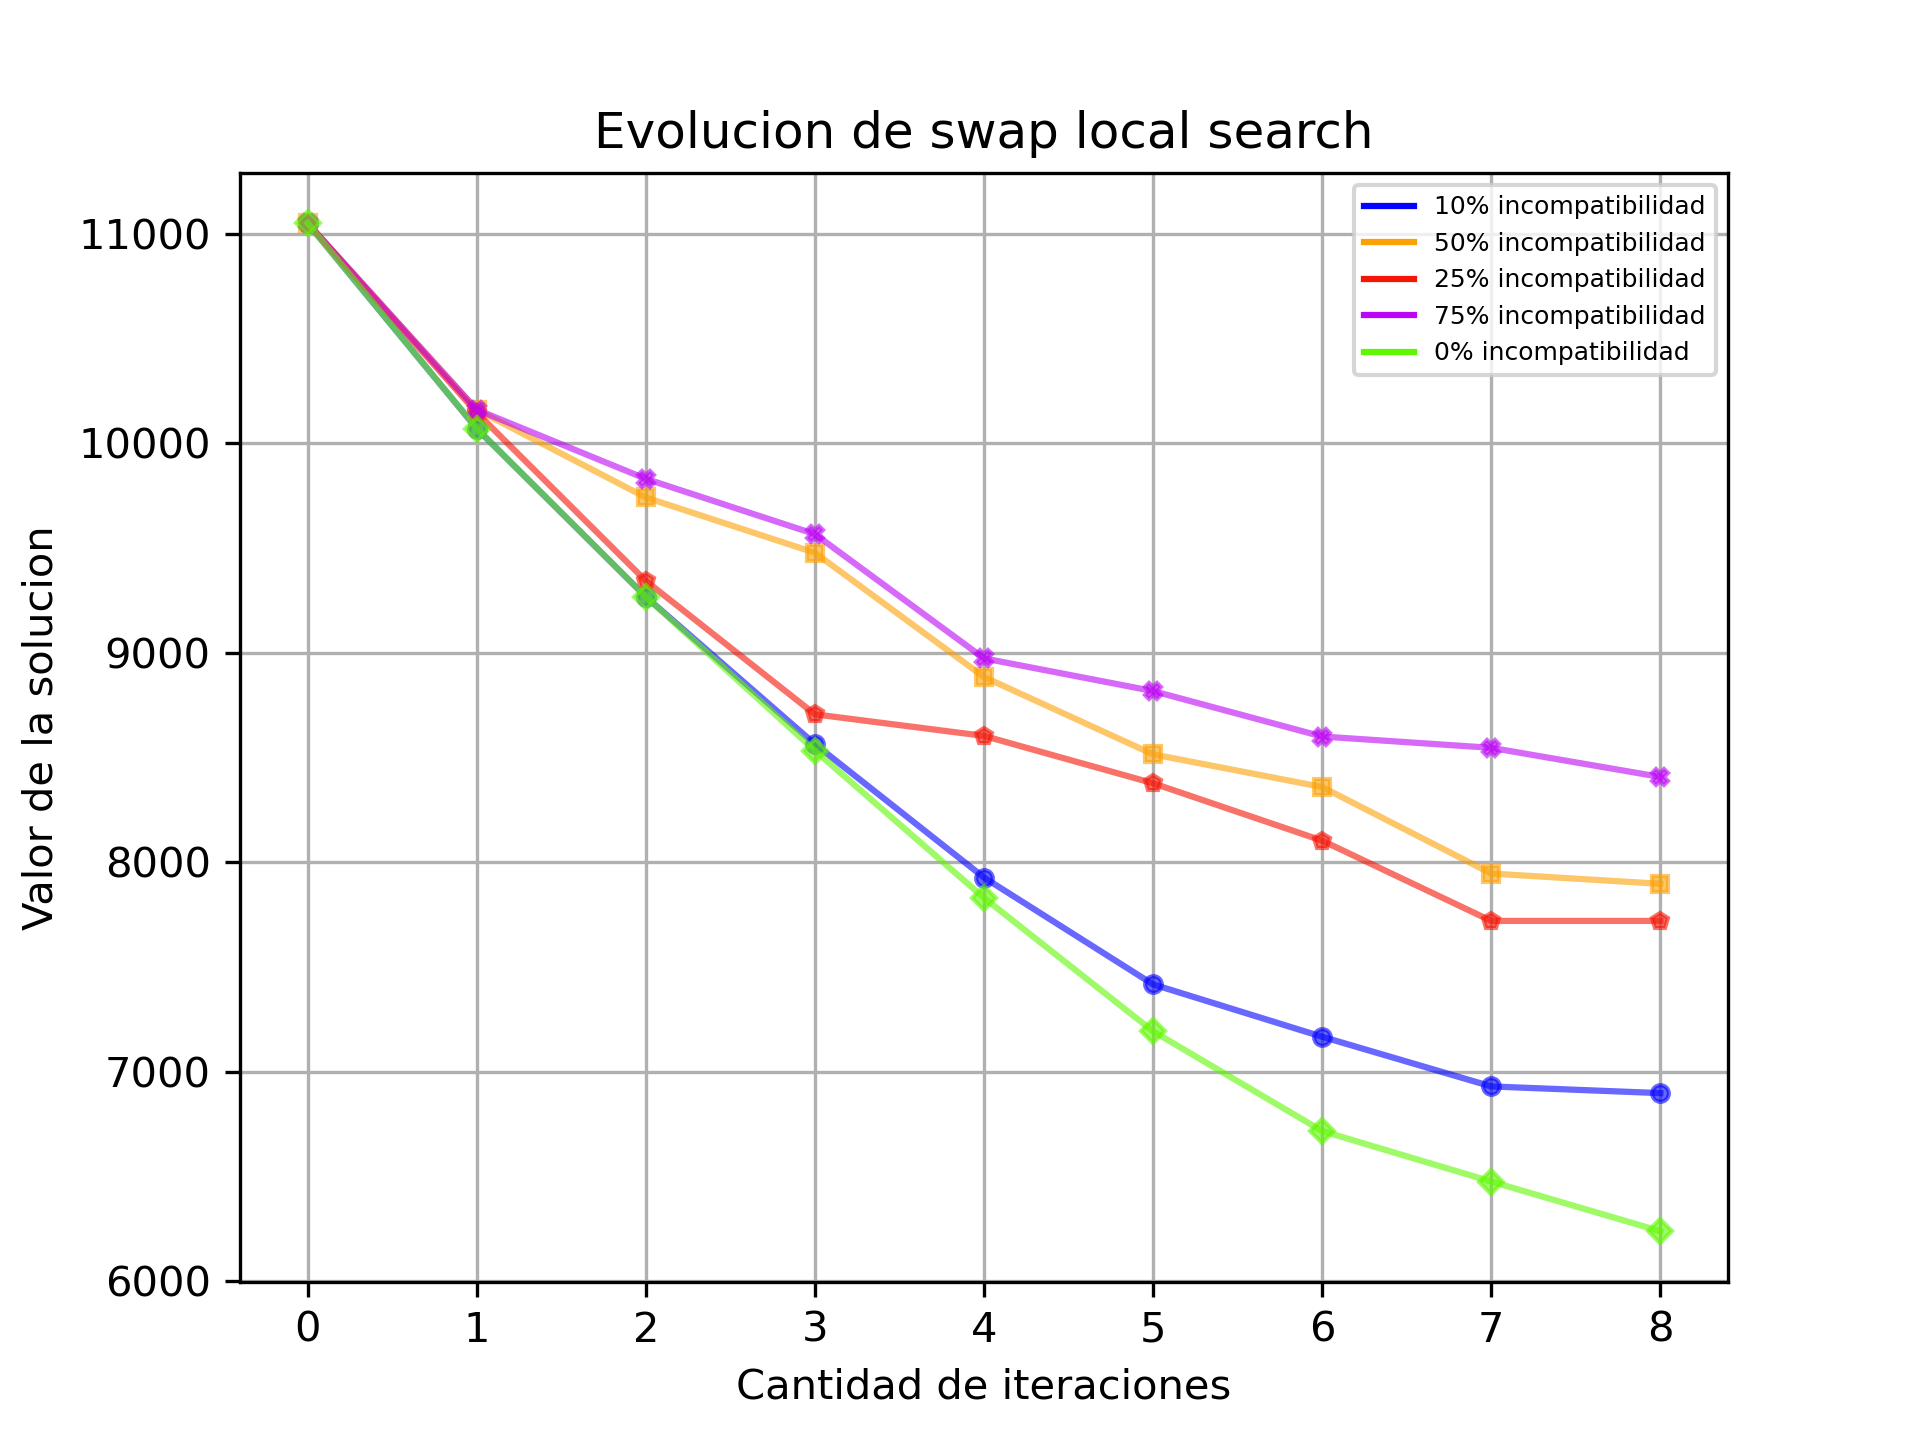 Evolucion de swap local search
10% incompatibilidad
50% incompatibilidad
25% incompatibilidad
75% incompatibilidad
0% incompatibilidad
Valor de la solucion
11000
10000
9000
8000
7000
6000
0 1 2 3 4 5 6 7 8
Cantidad de iteraciones